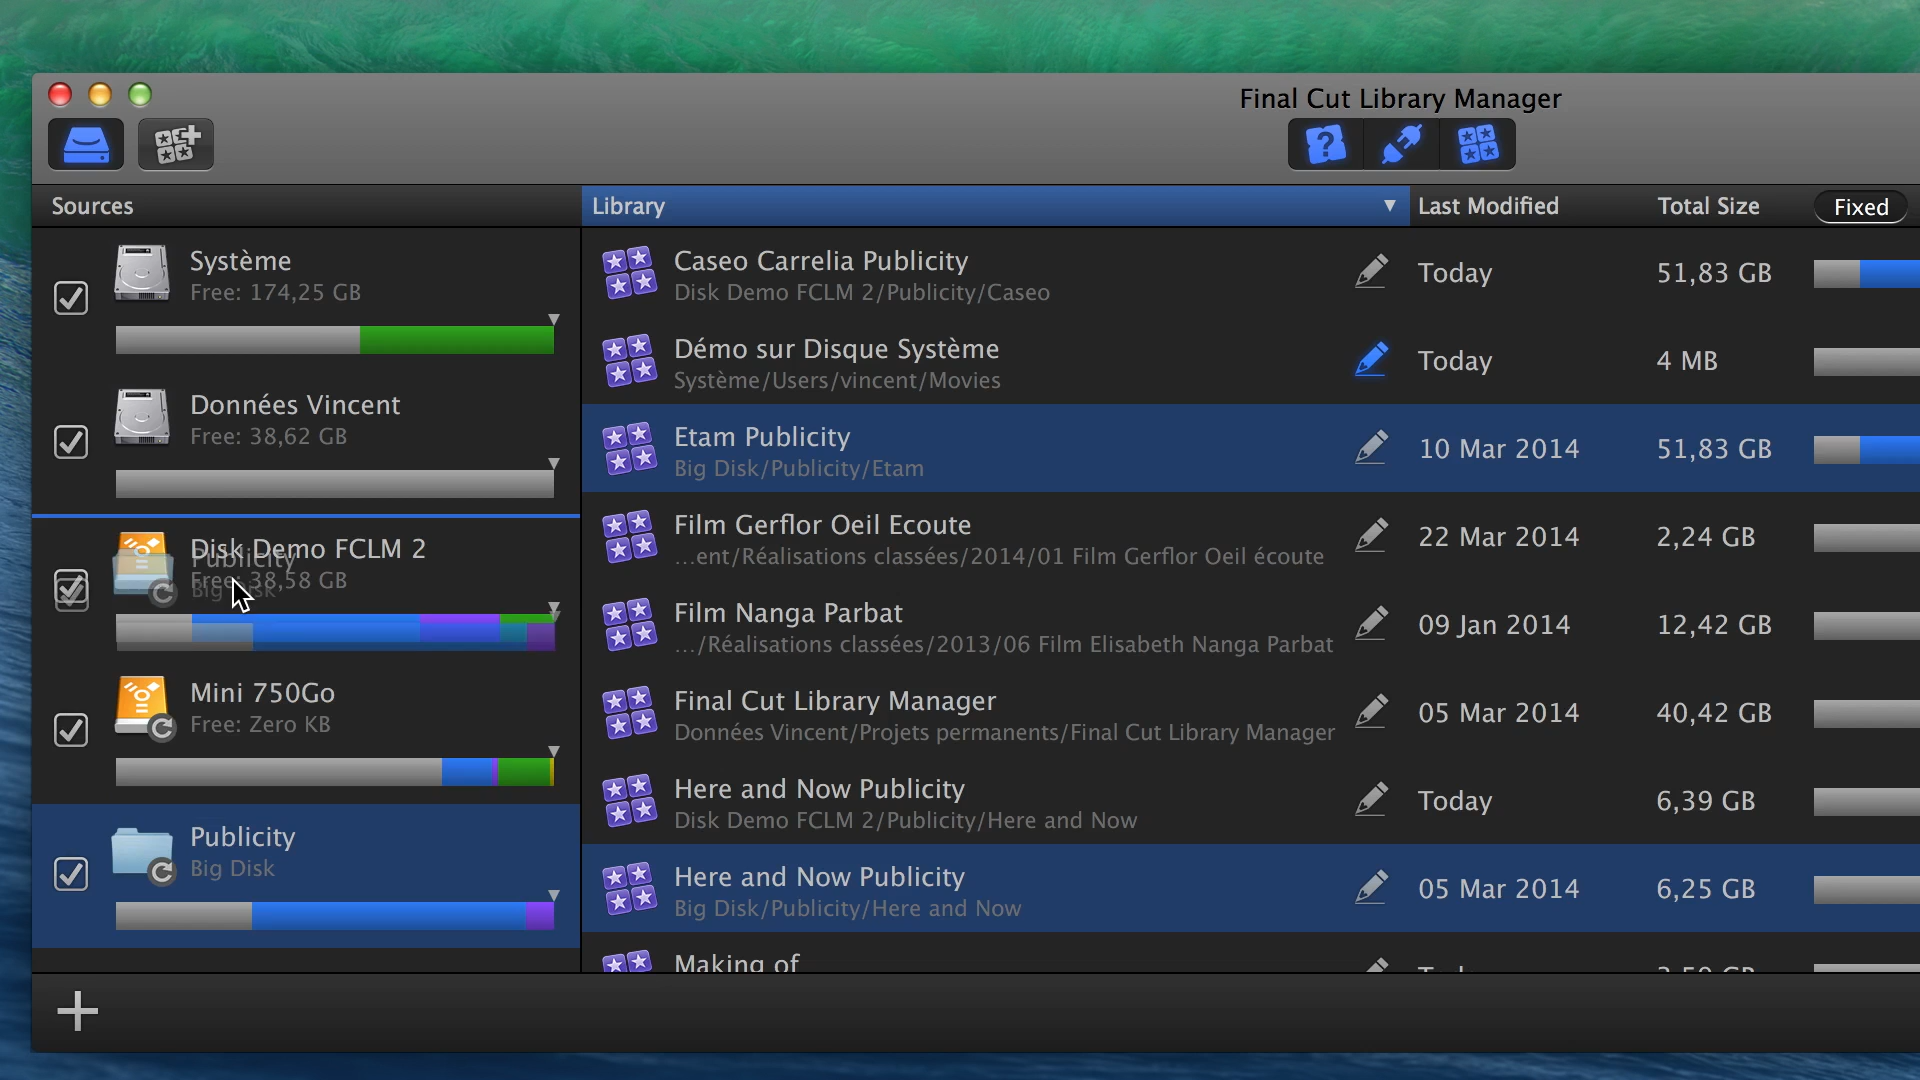 Final Cut Library Manager
Sources
Library
Last Modified
Total Size
Fixed
Système
Free: 174,25 GB
Données Vincent
Free: 38,62 GB
Disk Demo FCLM 2
Publicity
Free: 38,58 GB
Big Disk
Mini 750Go
Free: Zero KB
Publicity
Big Disk
Caseo Carrelia Publicity
Disk Demo FCLM 2/Publicity/Caseo
Today
51,83 GB
Démo sur Disque Système
Système/Users/vincent/Movies
Today
4 MB
Etam Publicity
Big Disk/Publicity/Etam
10 Mar 2014
51,83 GB
Film Gerflor Oeil Ecoute
...ent/Réalisations classées/2014/01 Film Gerflor Oeil écoute
22 Mar 2014
2,24 GB
Film Nanga Parbat
.../Réalisations classées/2013/06 Film Elisabeth Nanga Parbat
09 Jan 2014
12,42 GB
Final Cut Library Manager
Données Vincent/Projets permanents/Final Cut Library Manager
05 Mar 2014
40,42 GB
Here and Now Publicity
Disk Demo FCLM 2/Publicity/Here and Now
Today
6,39 GB
Here and Now Publicity
Big Disk/Publicity/Here and Now
05 Mar 2014
6,25 GB
Making of